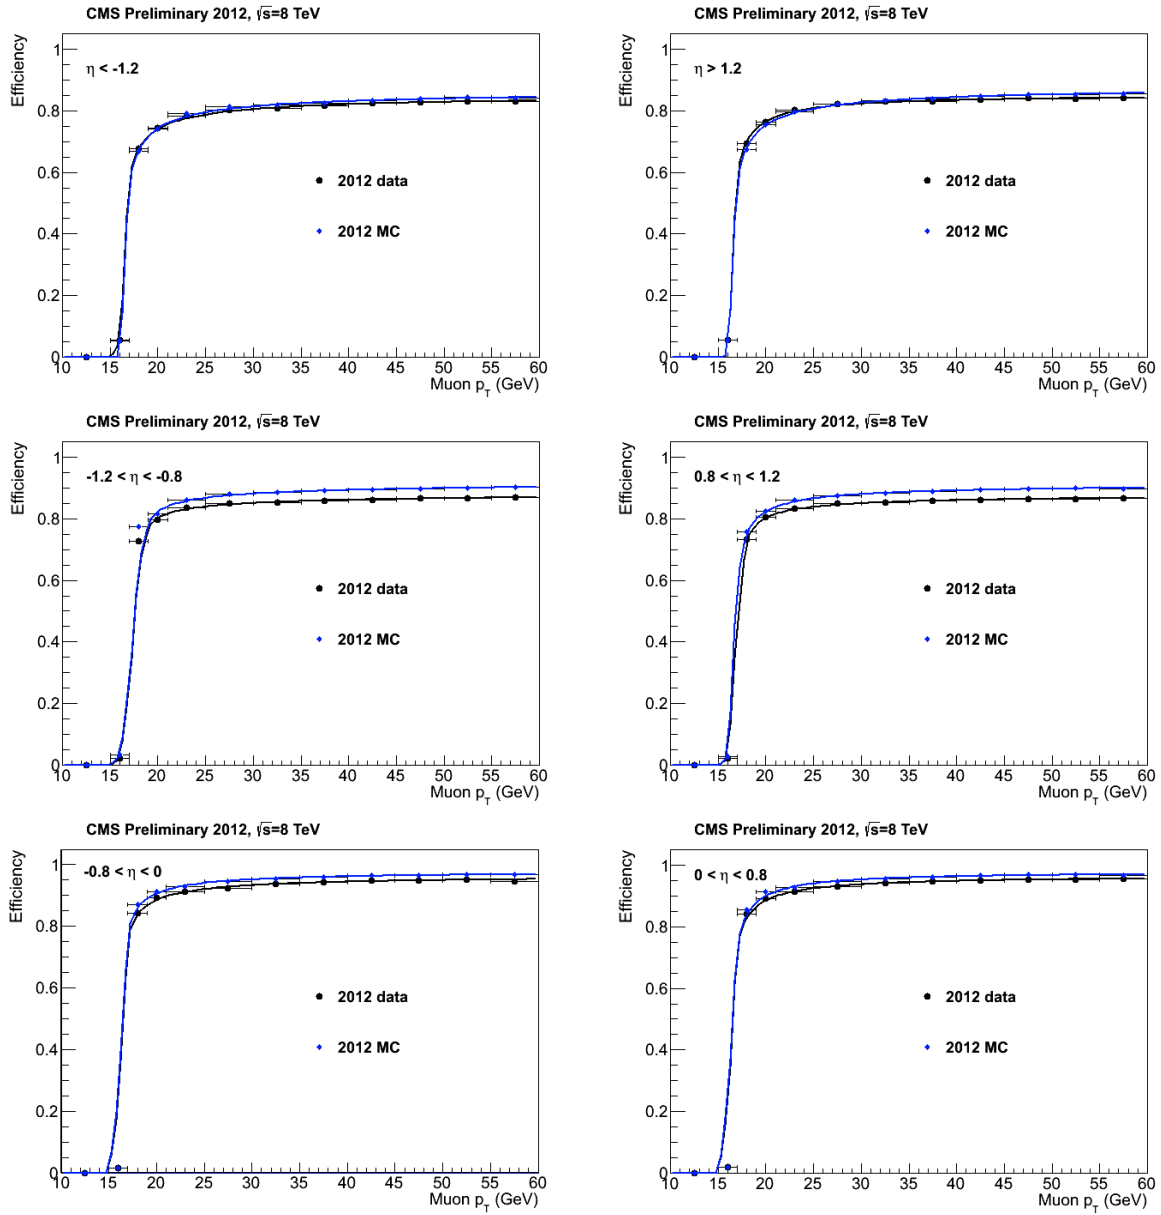 CMS Preliminary 2012, √s=8 TeV
Efficiency
1
0.8
0.6
0.4
0.2
0
η < -1.2
2012 data
2012 MC
10 15 20 25 30 35 40 45 50 55 60
Muon pT (GeV)
CMS Preliminary 2012, √s=8 TeV
Efficiency
1
0.8
0.6
0.4
0.2
0
η > 1.2
2012 data
2012 MC
10 15 20 25 30 35 40 45 50 55 60
Muon pT (GeV)
CMS Preliminary 2012, √s=8 TeV
Efficiency
1
0.8
0.6
0.4
0.2
0
-1.2 < η < -0.8
2012 data
2012 MC
10 15 20 25 30 35 40 45 50 55 60
Muon pT (GeV)
CMS Preliminary 2012, √s=8 TeV
Efficiency
1
0.8
0.6
0.4
0.2
0
0.8 < η < 1.2
2012 data
2012 MC
10 15 20 25 30 35 40 45 50 55 60
Muon pT (GeV)
CMS Preliminary 2012, √s=8 TeV
Efficiency
1
0.8
0.6
0.4
0.2
0
-0.8 < η < 0
2012 data
2012 MC
10 15 20 25 30 35 40 45 50 55 60
Muon pT (GeV)
CMS Preliminary 2012, √s=8 TeV
Efficiency
1
0.8
0.6
0.4
0.2
0
0 < η < 0.8
2012 data
2012 MC
10 15 20 25 30 35 40 45 50 55 60
Muon pT (GeV)